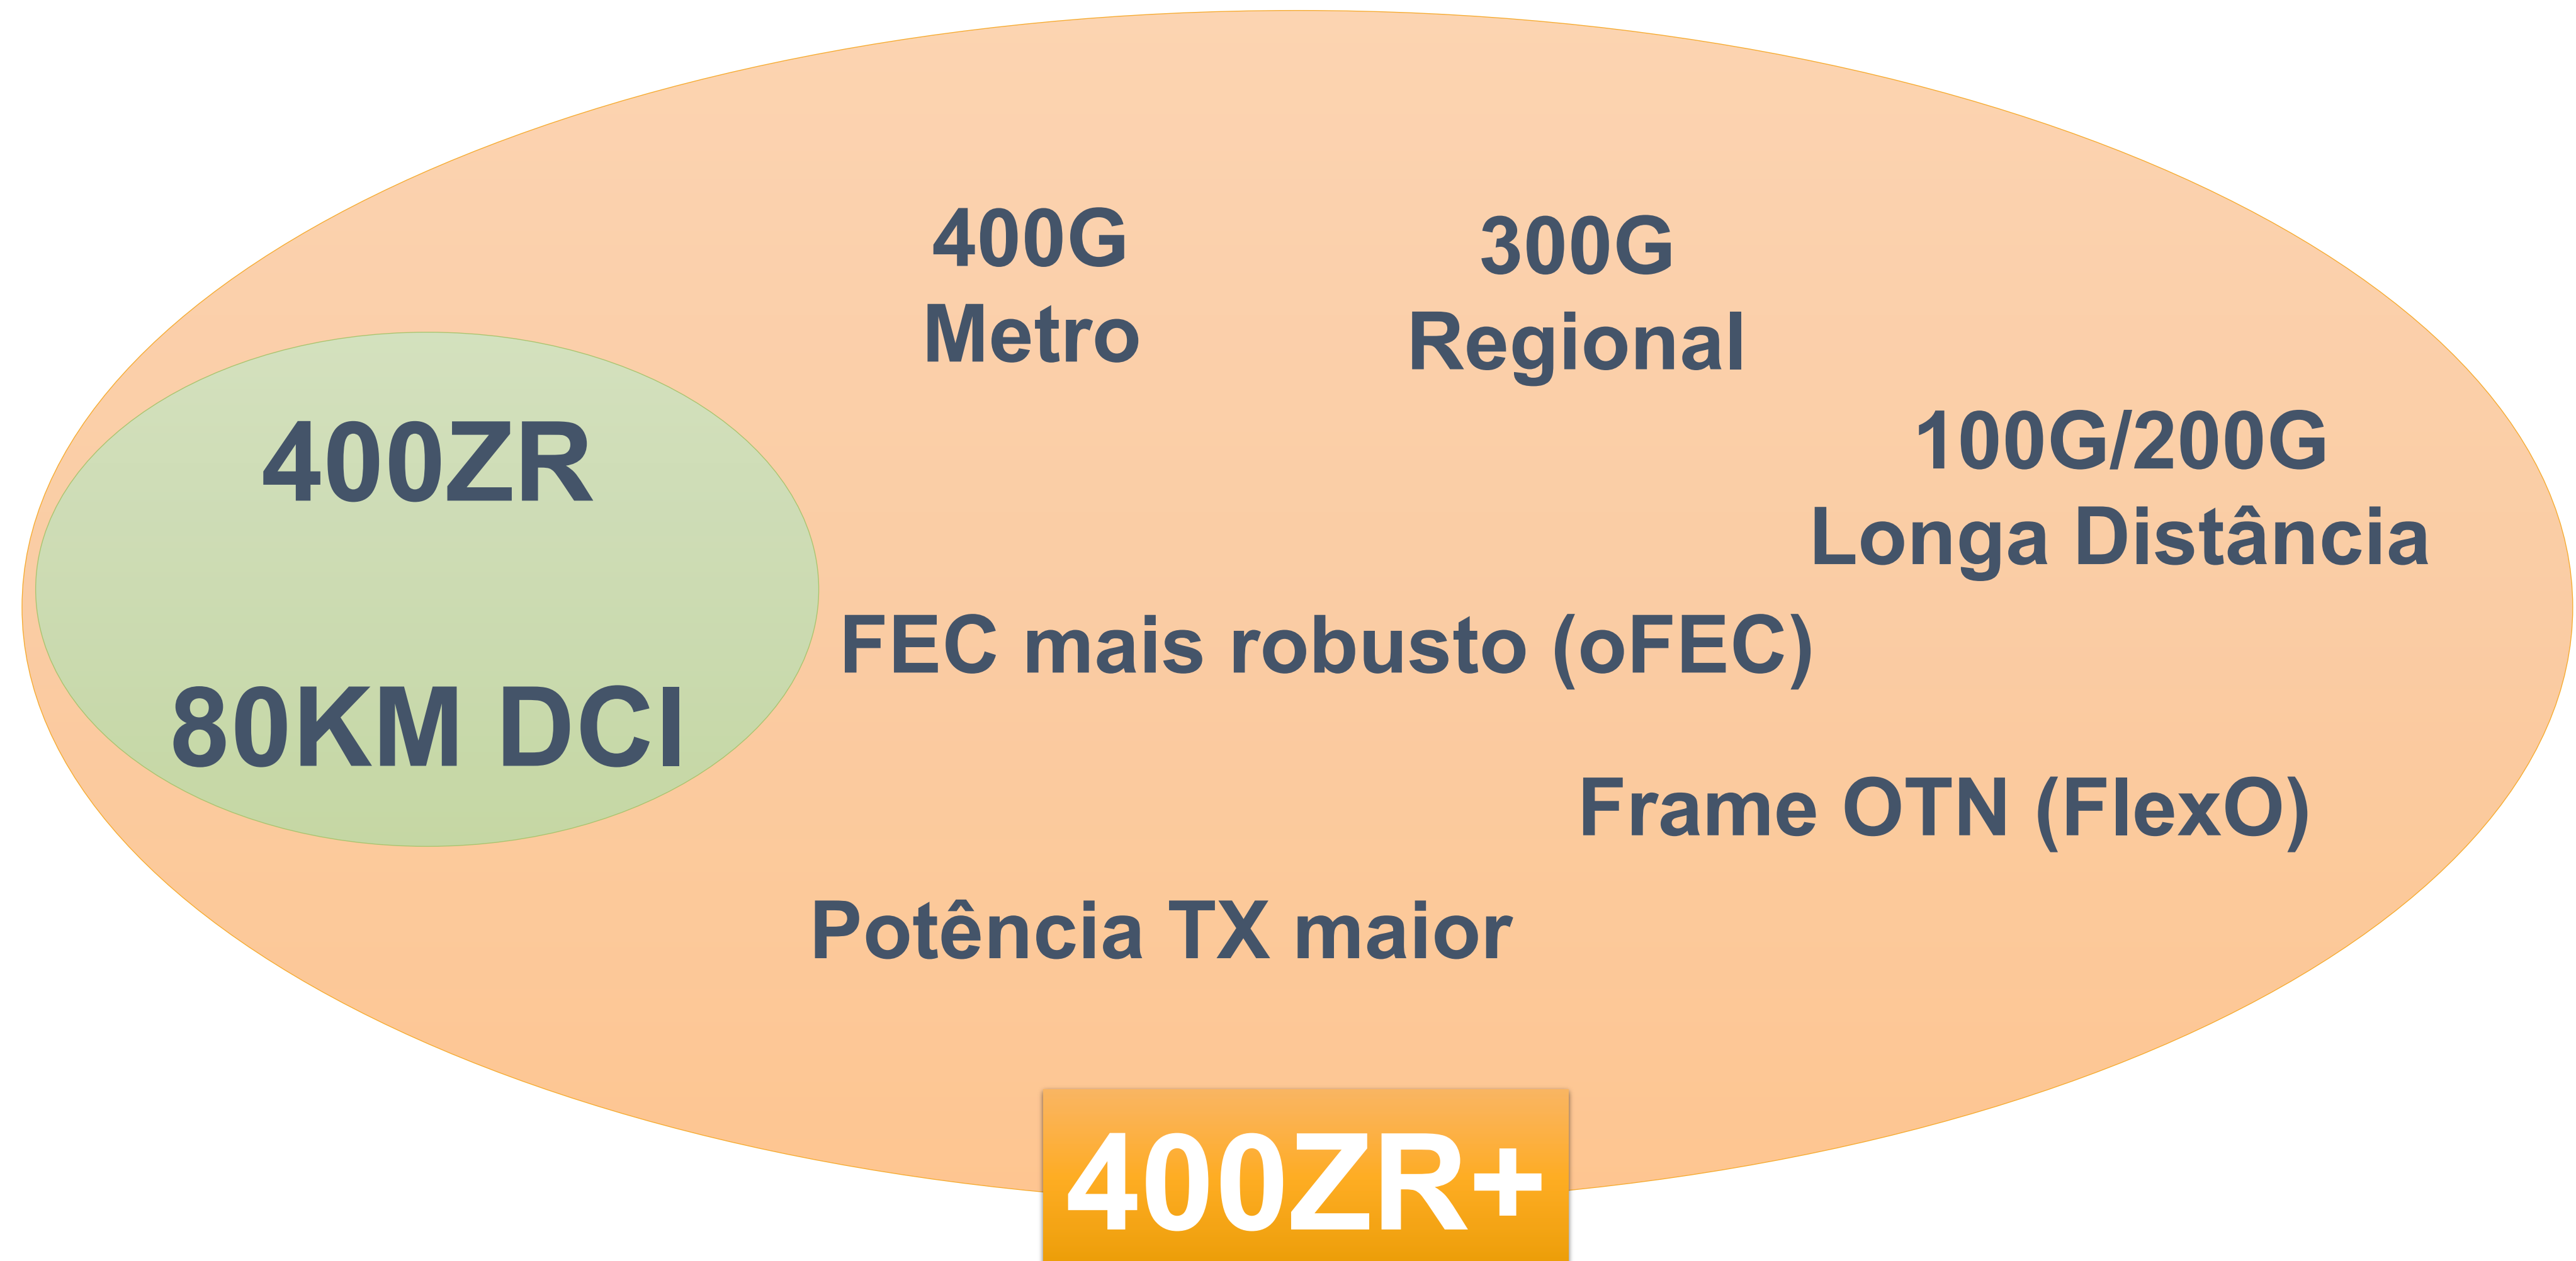 400G
Metro
300G
Regional
100G/200G
Longa Distância
400ZR
80KM DCI
FEC mais robusto (oFEC)
Frame OTN (FlexO)
Potência TX maior
400ZR+